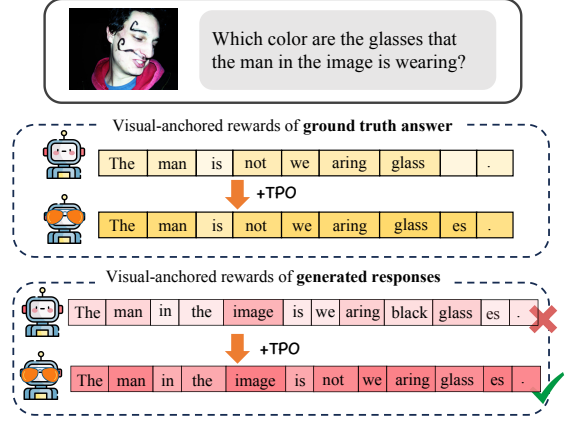 Which color are the glasses that
the man in the image is wearing?
Visual-anchored rewards of ground truth answer
The man is not we aring glass .
+TPO
The man is not we aring glass es .
Visual-anchored rewards of generated responses
The man in the image is we aring black glass es .
+TPO
The man in the image is not we aring glass es .